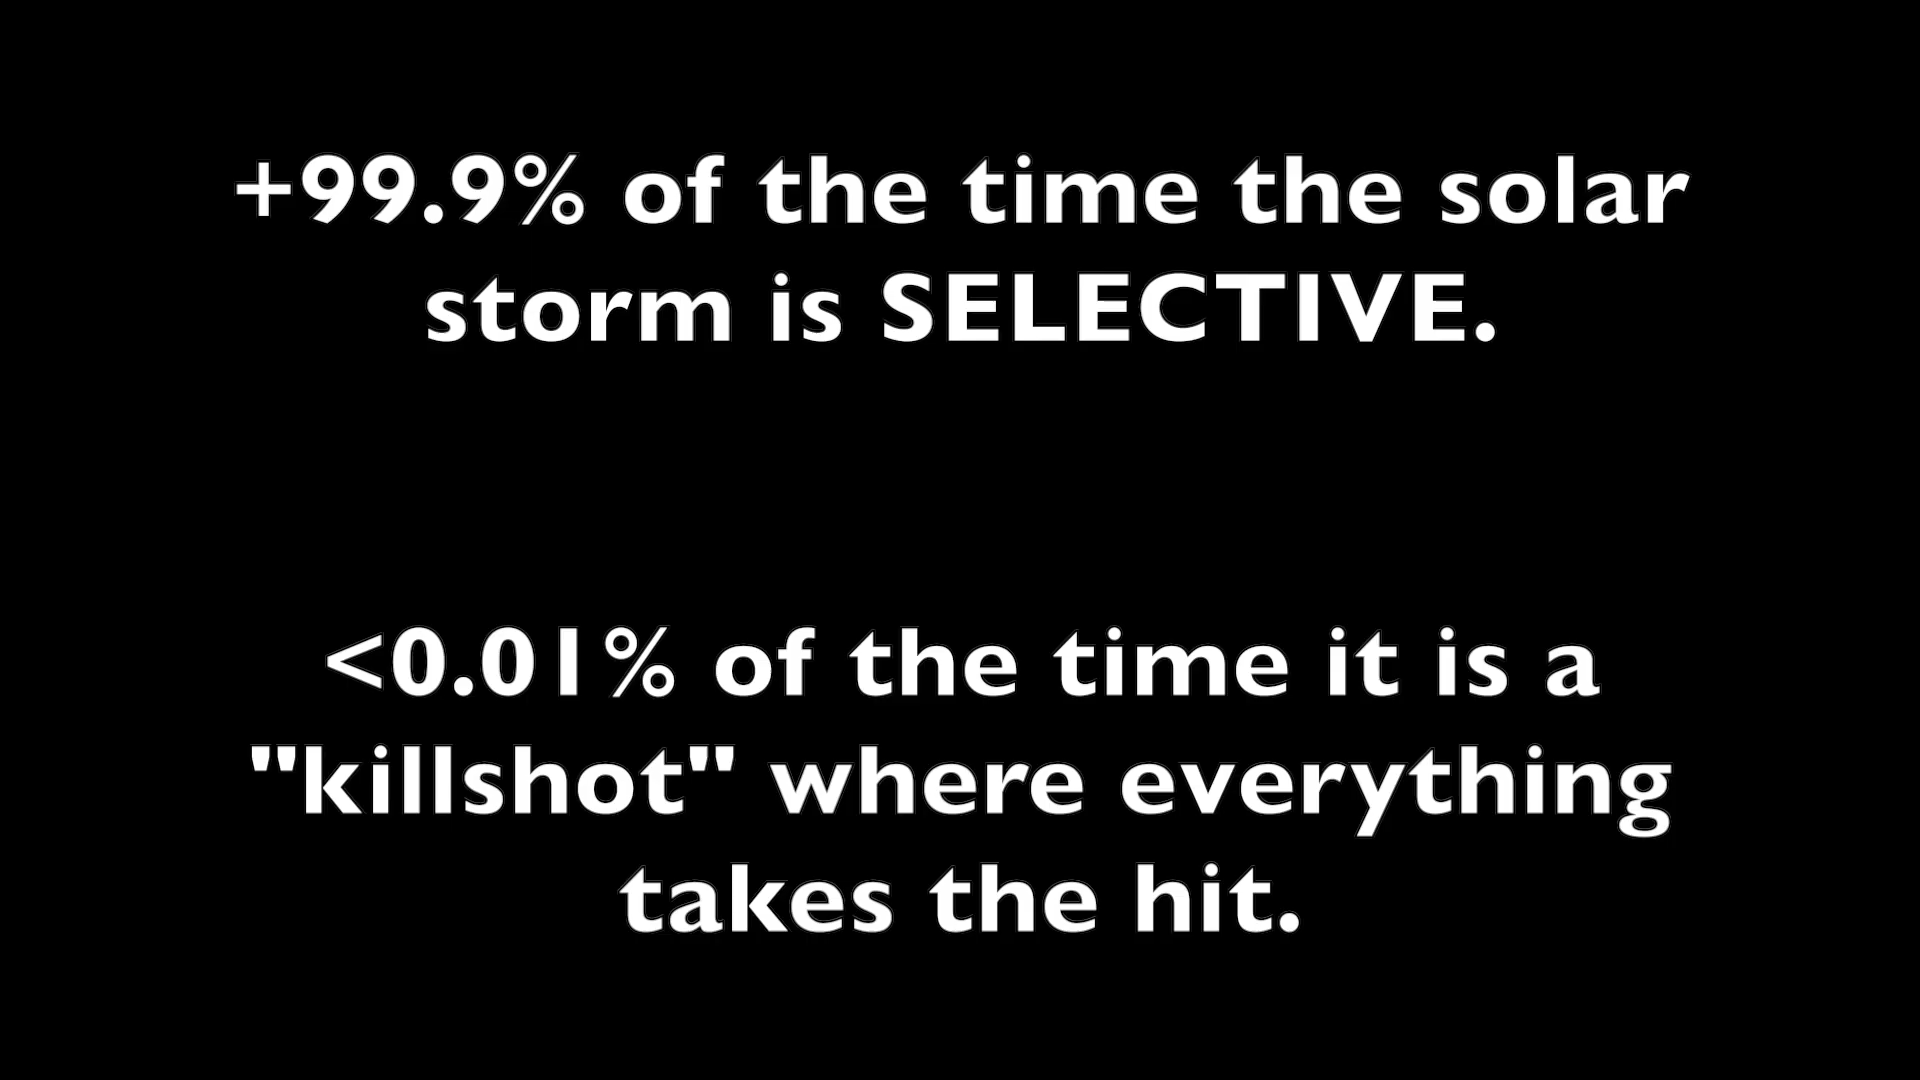 +99.9% of the time the solar
storm is SELECTIVE.
<0.01% of the time it is a
"killshot" where everything
takes the hit.